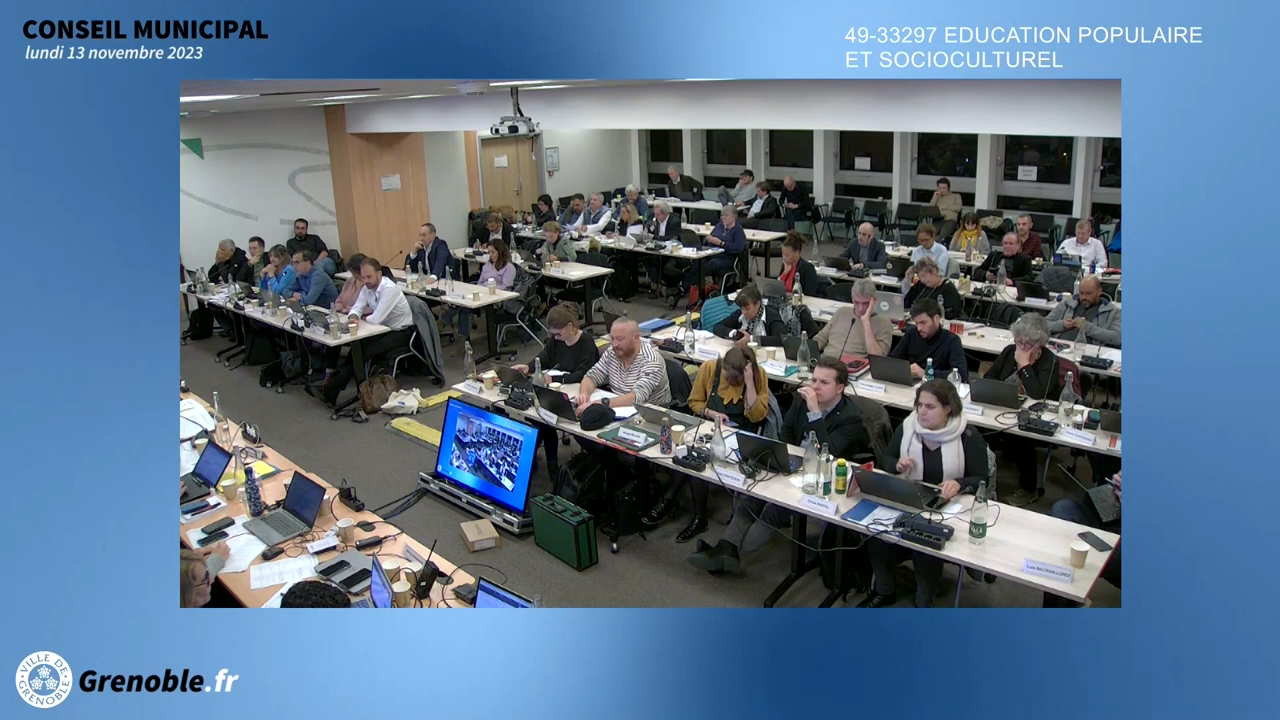 CONSEIL MUNICIPAL
lundi 13 novembre 2023
49-33297 EDUCATION POPULAIRE
ET SOCIOCULTUREL
VILLE DE
GRENOBLE
Grenoble.fr